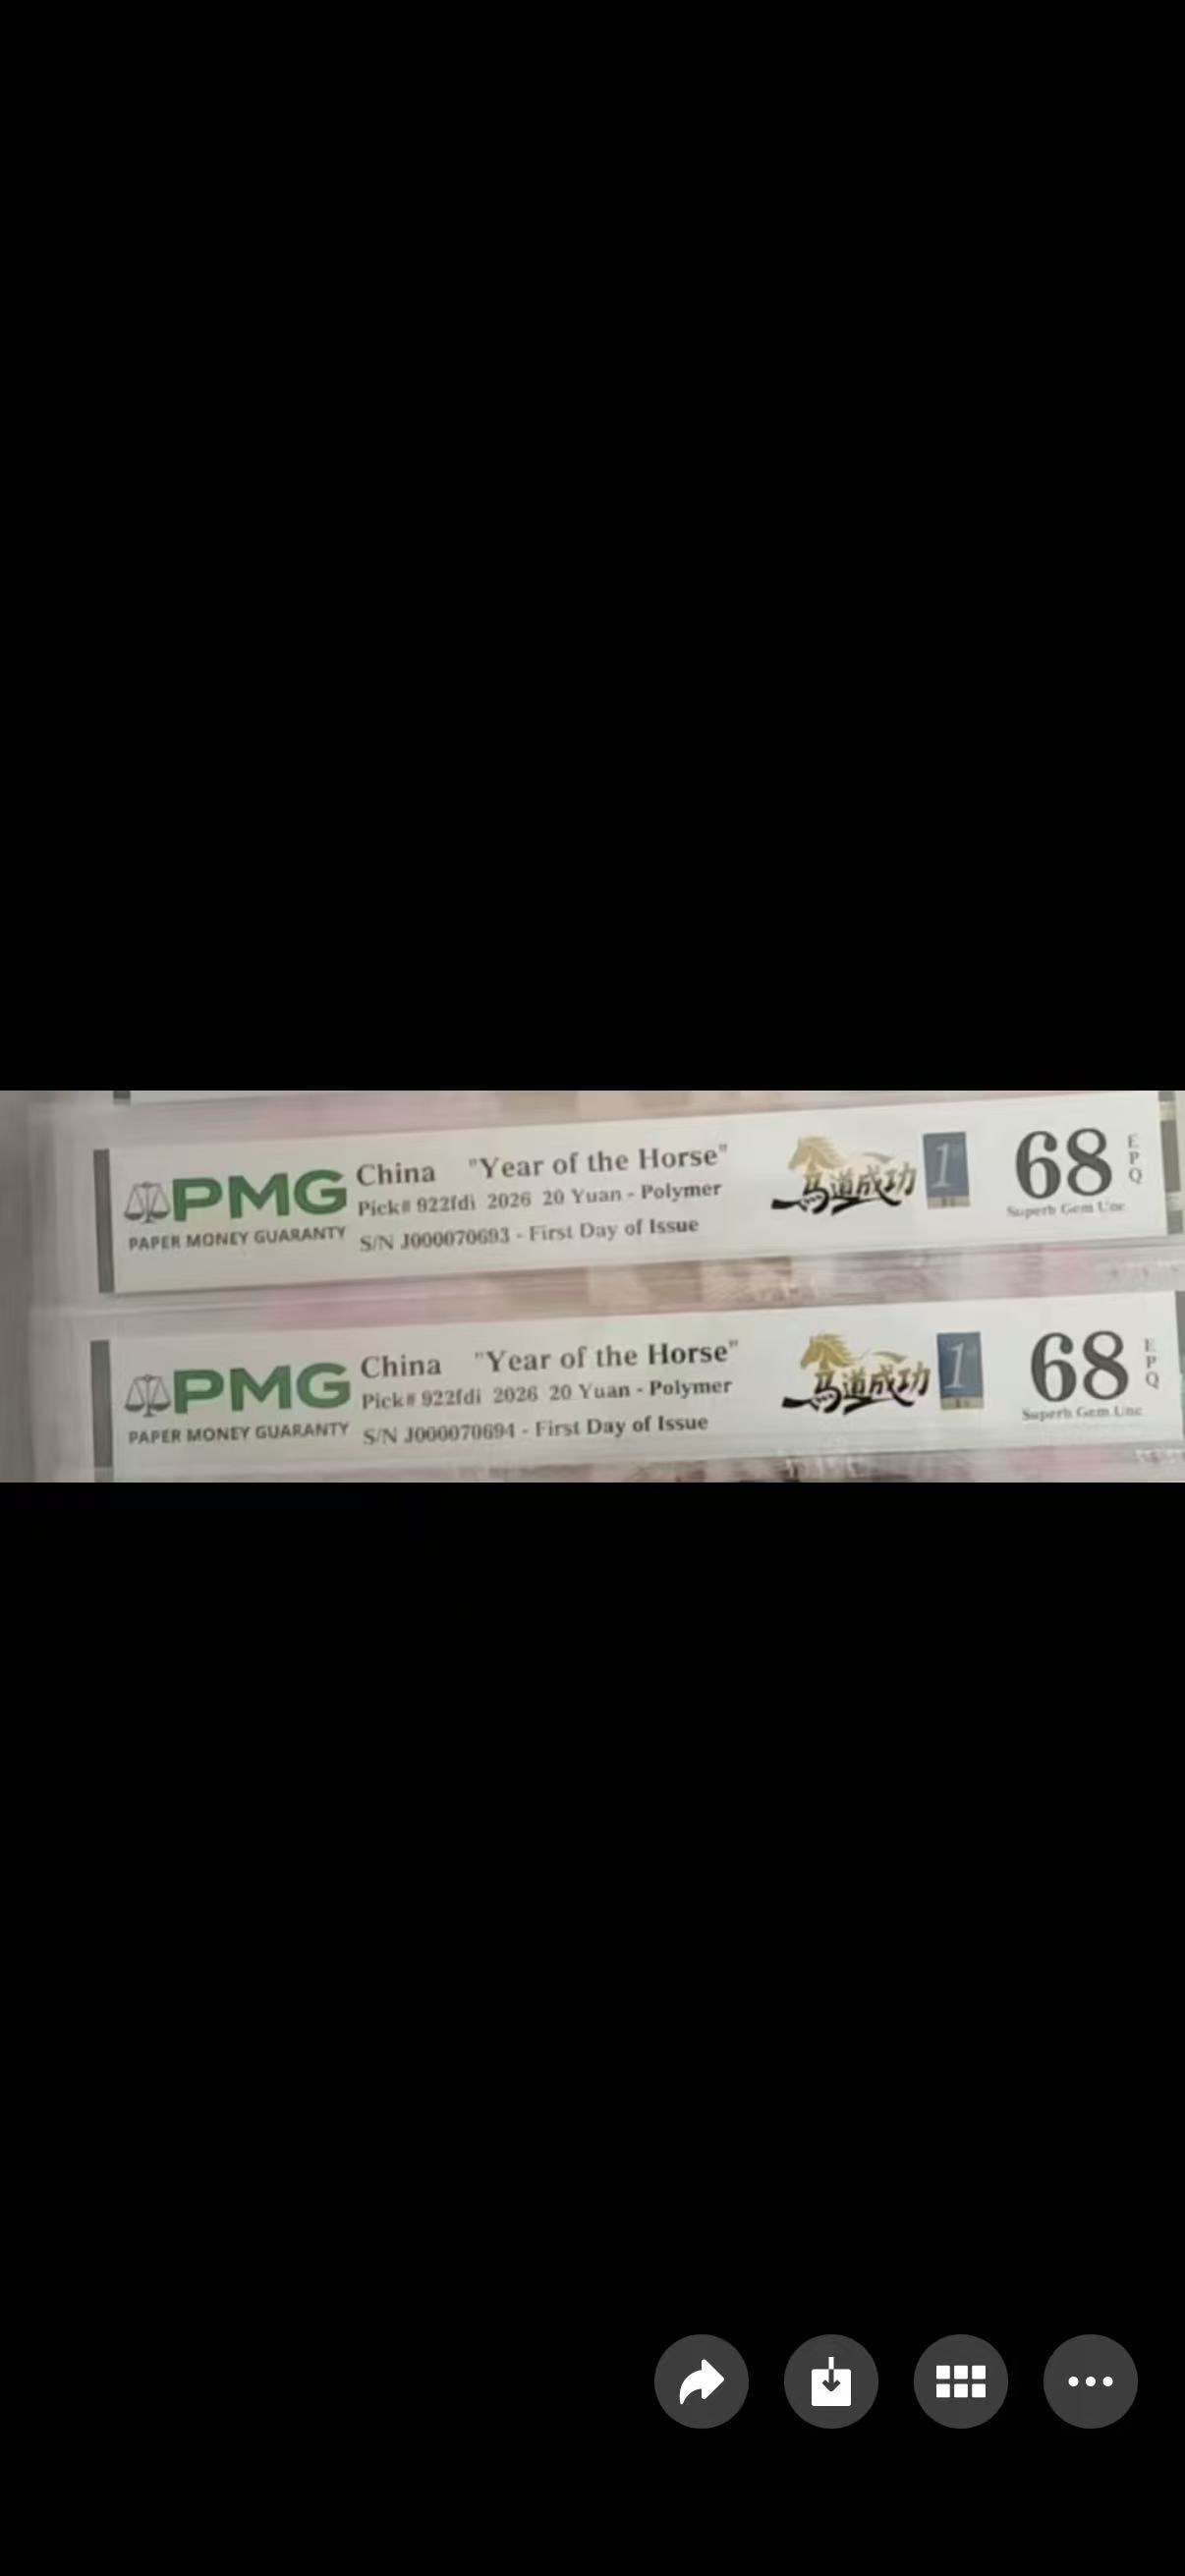 PMG
PAPER MONEY GUARANTY
China "Year of the Horse"
Pick# 922fdi 2026 20 Yuan - Polymer
S/N J000070693 - First Day of Issue
马道成功
1st
68
EPQ
Superb Gem Unc
PMG
PAPER MONEY GUARANTY
China "Year of the Horse"
Pick# 922fdi 2026 20 Yuan - Polymer
S/N J000070694 - First Day of Issue
马道成功
1st
68
EPQ
Superb Gem Unc